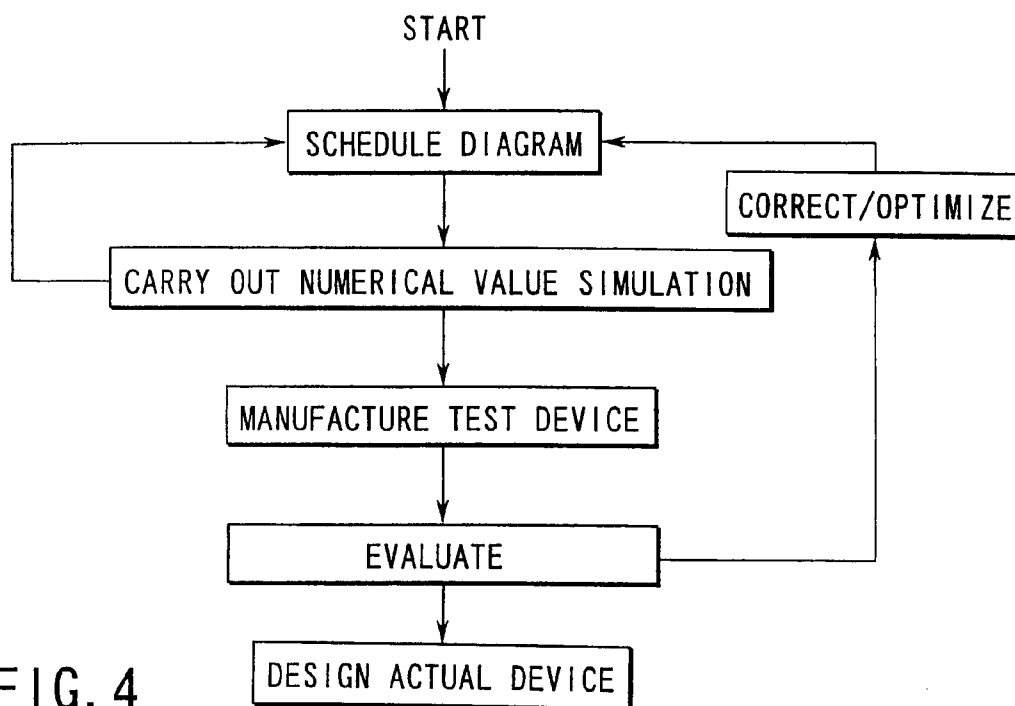 START
SCHEDULE DIAGRAM
CORRECT/OPTIMIZE
CARRY OUT NUMERICAL VALUE SIMULATION
MANUFACTURE TEST DEVICE
EVALUATE
DESIGN ACTUAL DEVICE
FIG. 4